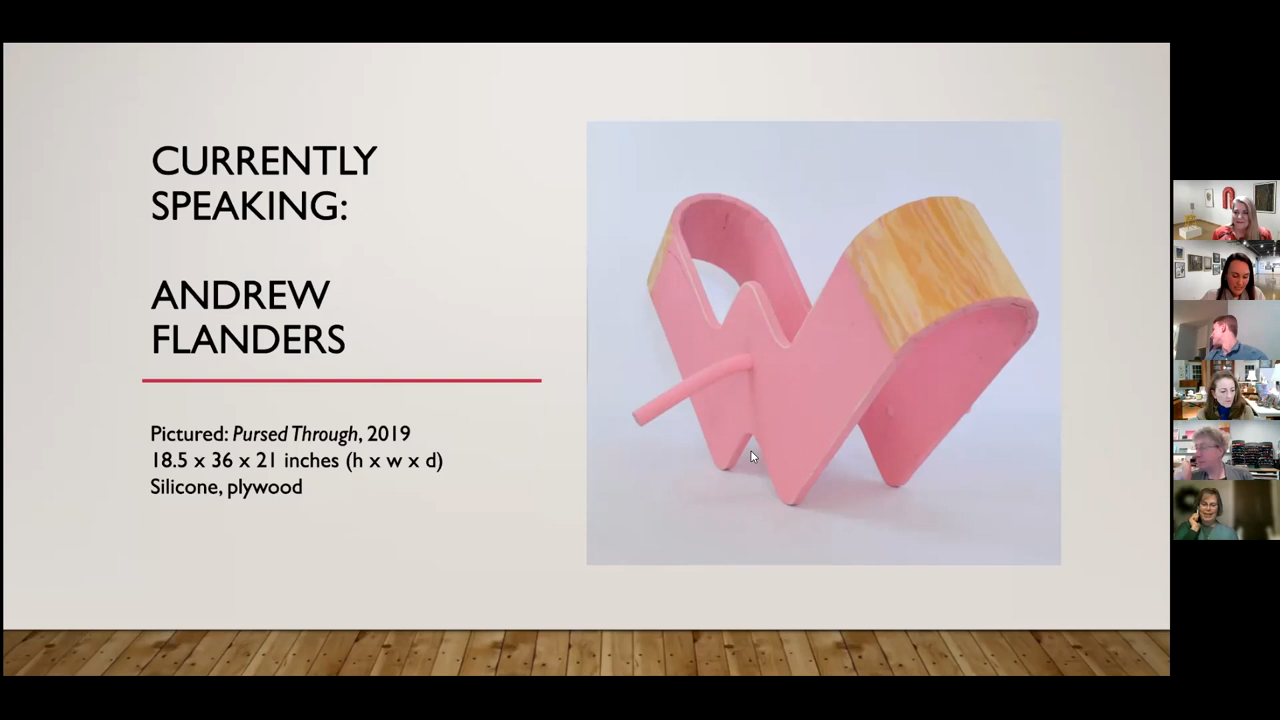 CURRENTLY
SPEAKING:
ANDREW
FLANDERS
Pictured: Pursed Through, 2019
18.5 x 36 x 21 inches (h x w x d)
Silicone, plywood